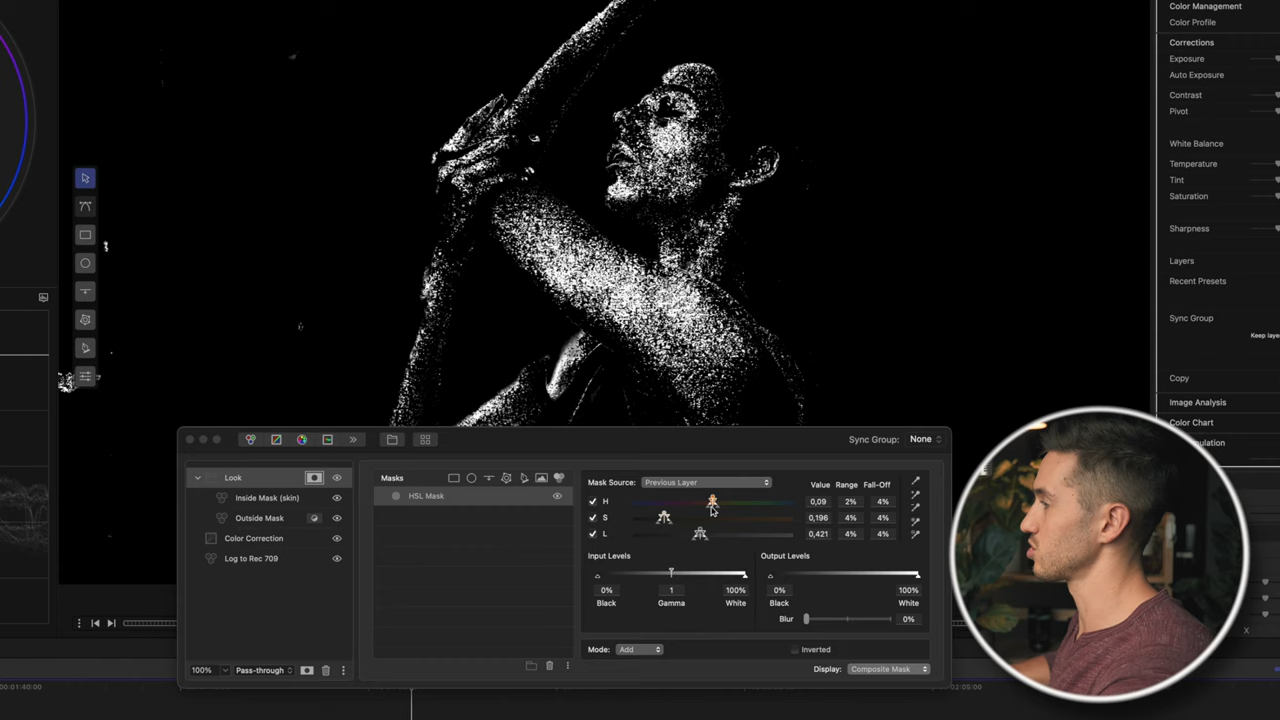 Color Management
Color Profile
Corrections
Exposure
Auto Exposure
Contrast
Pivot
White Balance
Temperature
Tint
Saturation
Sharpness
Layers
Recent Presets
Sync Group
Keep laye
Copy
Image Analysis
Color Chart
Sync Group: None
Look
Inside Mask (skin)
Outside Mask
Color Correction
Log to Rec 709
100% Pass-through
Masks
HSL Mask
Mask Source: Previous Layer
Value Range Fall-Off
H 0,09 2% 4%
S 0,196 4% 4%
L 0,421 4% 4%
Input Levels Output Levels
0% 1 100% 0% 100%
Black Gamma White Black White
Blur 0%
Mode: Add Inverted
Display: Composite Mask
X